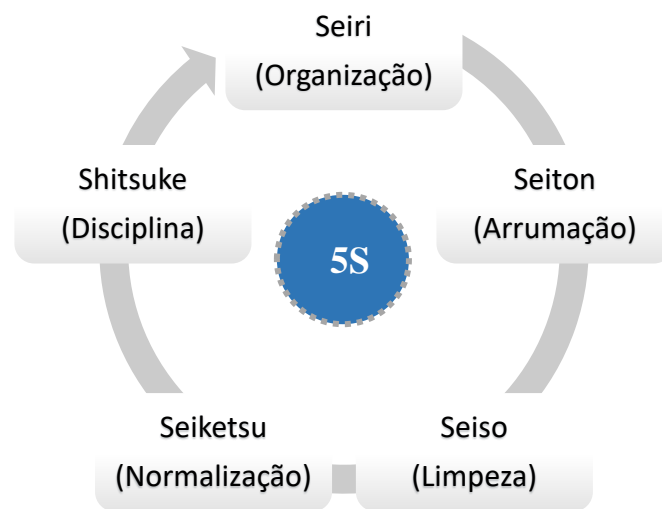 Seiri
(Organização)
Seiton
(Arrumação)
Seiso
(Limpeza)
Seiketsu
(Normalização)
Shitsuke
(Disciplina)
5S